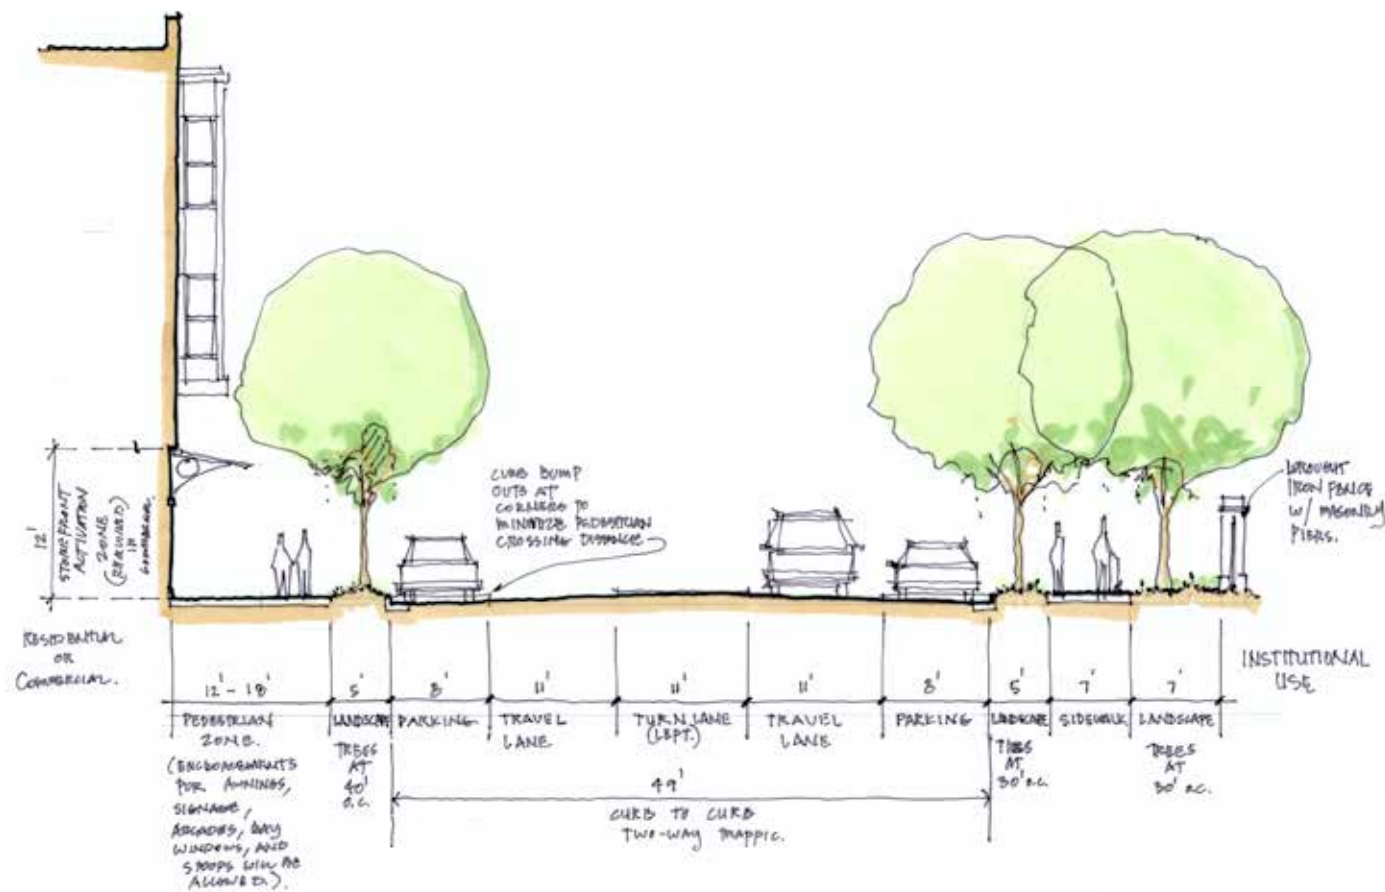 CURB BUMP
OUTS AT
CORNERS TO
MINIMIZE PEDESTRIAN
CROSSING DISTANCE
WROUGHT
IRON FENCE
W/ MASONRY
PIERS.
12'
STOREFRONT
ACTIVATION
ZONE
(REQUIRED)
IF
COMMERCIAL
RESIDENTIAL
OR
COMMERCIAL.
INSTITUTIONAL
USE
12' - 18'
5'
8'
11'
11'
11'
8'
5'
7'
7'
PEDESTRIAN
ZONE.
(ENCROACHMENTS
FOR AWNINGS,
SIGNAGE,
ARCADES, BAY
WINDOWS, AND
STOOPS WILL BE
ALLOWED.).
LANDSCAPE
TREES
AT
40'
O.C.
PARKING
TRAVEL
LANE
TURN LANE
(LEFT.)
TRAVEL
LANE
PARKING
LANDSCAPE
TREES
AT
30' O.C.
SIDEWALK
LANDSCAPE
TREES
AT
30' O.C.
49'
CURB TO CURB
TWO-WAY TRAFFIC.